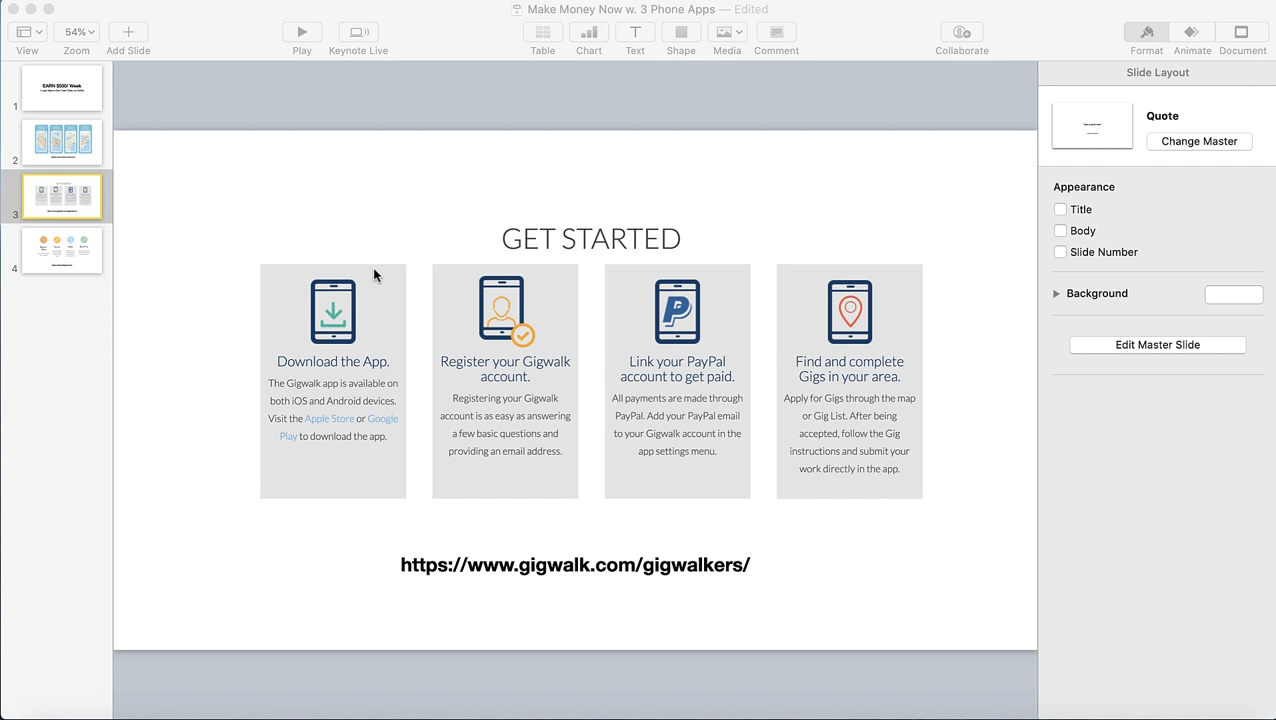 Make Money Now w. 3 Phone Apps — Edited
View
54%
Zoom
Add Slide
Play
Keynote Live
Table
Chart
Text
Shape
Media
Comment
Collaborate
Format
Animate
Document
1
EARN $500/ Week
2
3
GET STARTED
4
GET STARTED
Download the App.
The Gigwalk app is available on
both iOS and Android devices.
Visit the Apple Store or Google
Play to download the app.
Register your Gigwalk
account.
Registering your Gigwalk
account is as easy as answering
a few basic questions and
providing an email address.
Link your PayPal
account to get paid.
All payments are made through
PayPal. Add your PayPal email
to your Gigwalk account in the
app settings menu.
Find and complete
Gigs in your area.
Apply for Gigs through the map
or Gig List. After being
accepted, follow the Gig
instructions and submit your
work directly in the app.
https://www.gigwalk.com/gigwalkers/
Slide Layout
Quote
Change Master
Appearance
Title
Body
Slide Number
Background
Edit Master Slide